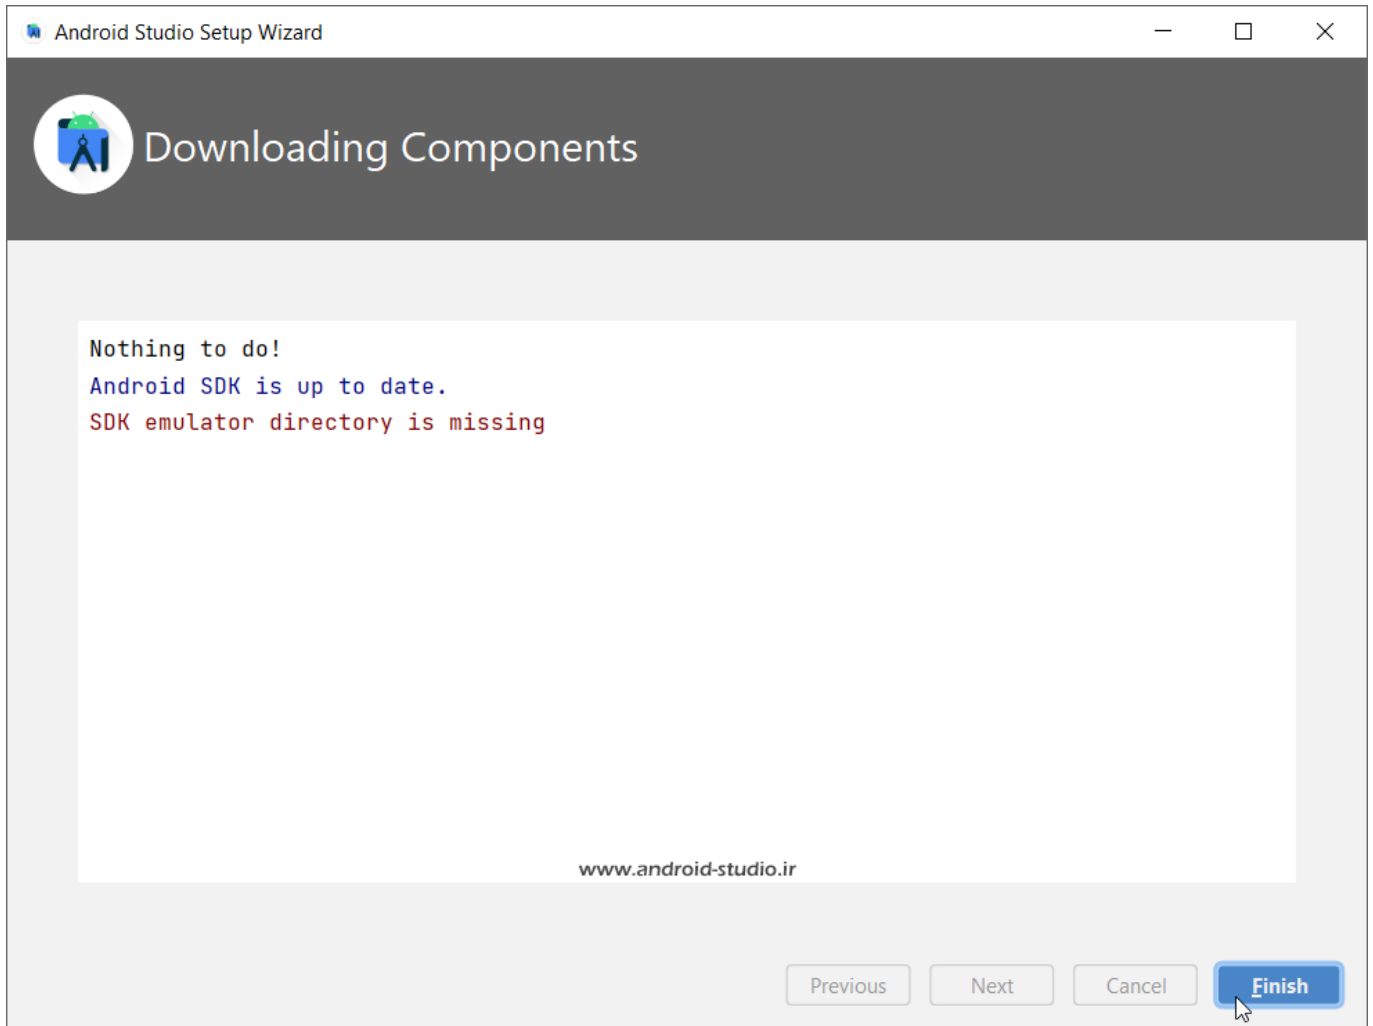 Android Studio Setup Wizard
Downloading Components
Nothing to do!
Android SDK is up to date.
SDK emulator directory is missing
www.android-studio.ir
Previous Next Cancel Finish